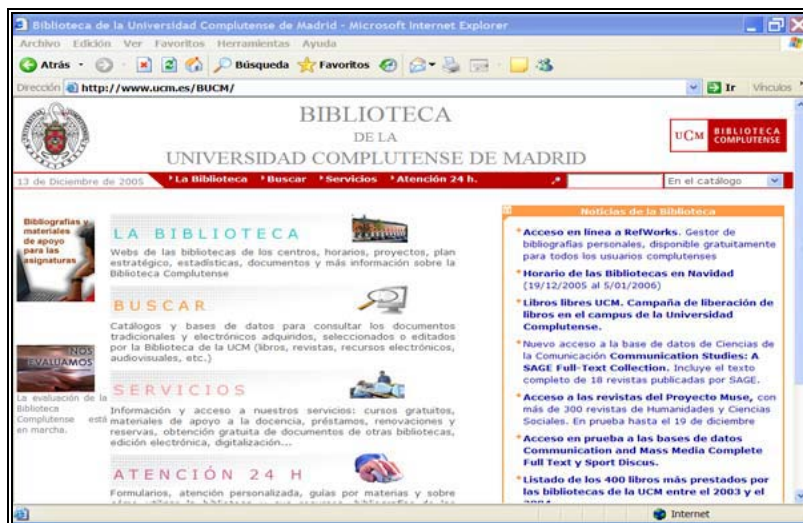 Biblioteca de la Universidad Complutense de Madrid - Microsoft Internet Explorer
Archivo Edición Ver Favoritos Herramientas Ayuda
Atrás Búsqueda Favoritos
Dirección http://www.ucm.es/BUCM/ Ir Vínculos
BIBLIOTECA
DE LA
UNIVERSIDAD COMPLUTENSE DE MADRID
UCM BIBLIOTECA
COMPLUTENSE
13 de Diciembre de 2005 La Biblioteca Buscar Servicios Atención 24 h. En el catálogo
Bibliografías y
materiales
de apoyo
para las
asignaturas
NOS
EVALUAMOS
La evaluación de la
Biblioteca
Complutense está
en marcha.
LA BIBLIOTECA
Webs de las bibliotecas de los centros, horarios, proyectos, plan
estratégico, estadísticas, documentos y más información sobre la
Biblioteca Complutense
BUSCAR
Catálogos y bases de datos para consultar los documentos
tradicionales y electrónicos adquiridos, seleccionados o editados
por la Biblioteca de la UCM (libros, revistas, recursos electrónicos,
audiovisuales, etc.)
SERVICIOS
Información y acceso a nuestros servicios: cursos gratuitos,
materiales de apoyo a la docencia, préstamos, renovaciones y
reservas, obtención gratuita de documentos de otras bibliotecas,
edición electrónica, digitalización...
ATENCIÓN 24 H
Formularios, atención personalizada, guías por materias y sobre
Noticias de la Biblioteca
Acceso en línea a RefWorks. Gestor de
bibliografías personales, disponible gratuitamente
para todos los usuarios complutenses
Horario de las Bibliotecas en Navidad
(19/12/2005 al 5/01/2006)
Libros libres UCM. Campaña de liberación de
libros en el campus de la Universidad
Complutense.
Nuevo acceso a la base de datos de Ciencias de
la Comunicación Communication Studies: A
SAGE Full-Text Collection. Incluye el texto
completo de 18 revistas publicadas por SAGE.
Acceso a las revistas del Proyecto Muse, con
más de 300 revistas de Humanidades y Ciencias
Sociales. En prueba hasta el 19 de diciembre
Acceso en prueba a las bases de datos
Communication and Mass Media Complete
Full Text y Sport Discus.
Listado de los 400 libros más prestados por
las bibliotecas de la UCM entre el 2003 y el
Internet